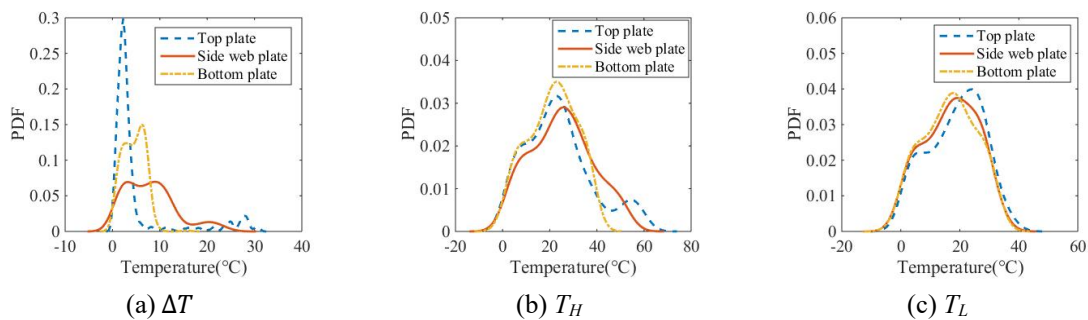 0.3
0.25
0.2
0.15
0.1
0.05
0
PDF
-10 0 10 20 30 40
Temperature(°C)
Top plate
Side web plate
Bottom plate
(a) ΔT
0.05
0.04
0.03
0.02
0.01
0
PDF
-20 0 20 40 60 80
Temperature(°C)
Top plate
Side web plate
Bottom plate
(b) T_H
0.06
0.05
0.04
0.03
0.02
0.01
0
PDF
-20 0 20 40 60
Temperature(°C)
Top plate
Side web plate
Bottom plate
(c) T_L